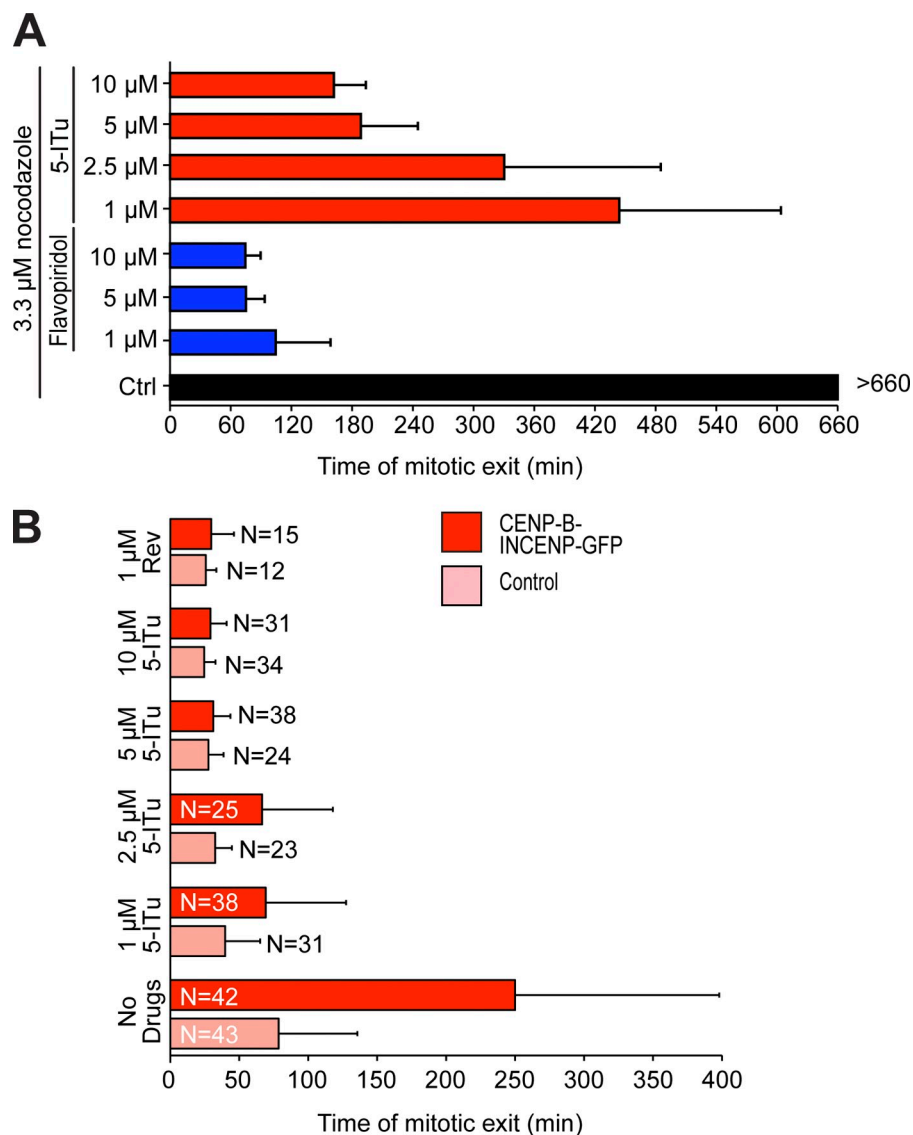 A
3.3 µM nocodazole
5-ITu
10 µM
5 µM
2.5 µM
1 µM
Flavopiridol
10 µM
5 µM
1 µM
Ctrl
>660
0 60 120 180 240 300 360 420 480 540 600 660
Time of mitotic exit (min)
B
CENP-B-
INCENP-GFP
Control
1 µM
Rev
N=15
N=12
10 µM
5-ITu
N=31
N=34
5 µM
5-ITu
N=38
N=24
2.5 µM
5-ITu
N=25
N=23
1 µM
5-ITu
N=38
N=31
No
Drugs
N=42
N=43
0 50 100 150 200 250 300 350 400
Time of mitotic exit (min)